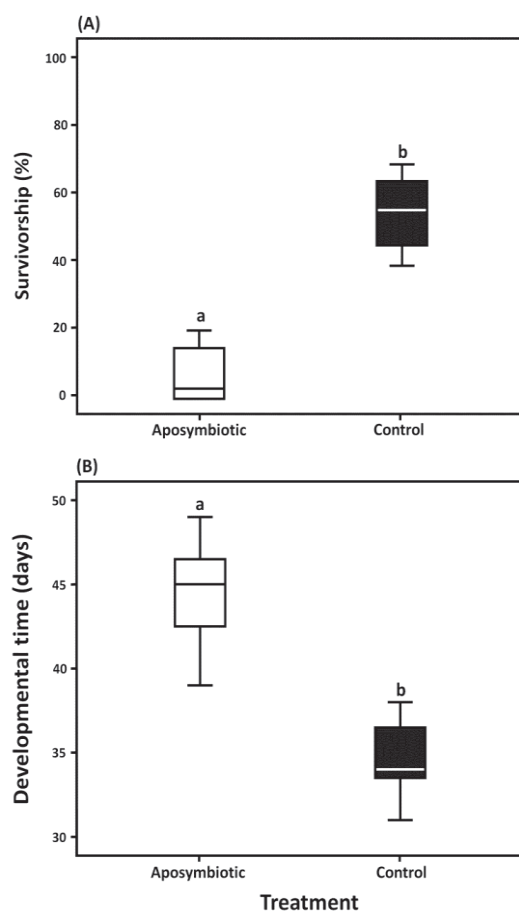 (A)
100
80
60
40
20
0
Survivorship (%)
a
b
Aposymbiotic Control
(B)
50
45
40
35
30
Developmental time (days)
a
b
Aposymbiotic Control
Treatment